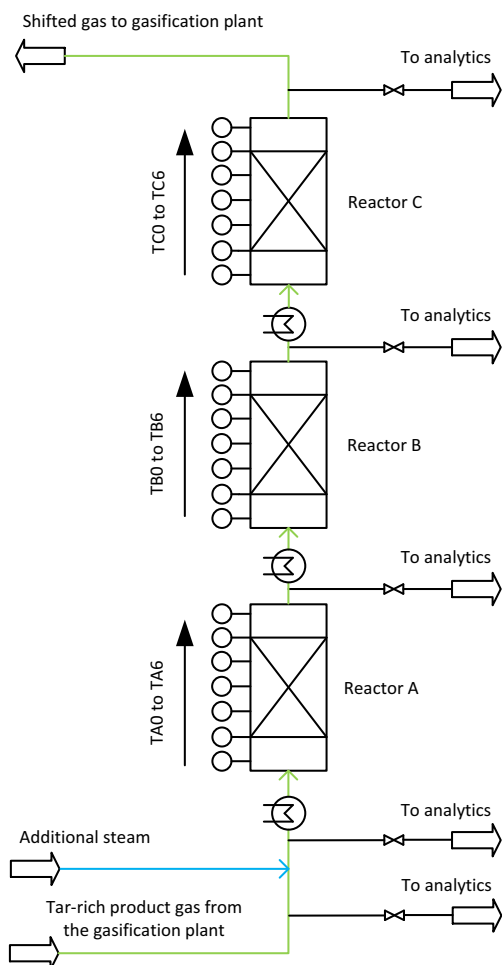 Shifted gas to gasification plant
To analytics
TC0 to TC6
Reactor C
To analytics
TB0 to TB6
Reactor B
To analytics
TA0 to TA6
Reactor A
To analytics
Additional steam
To analytics
Tar-rich product gas from
the gasification plant